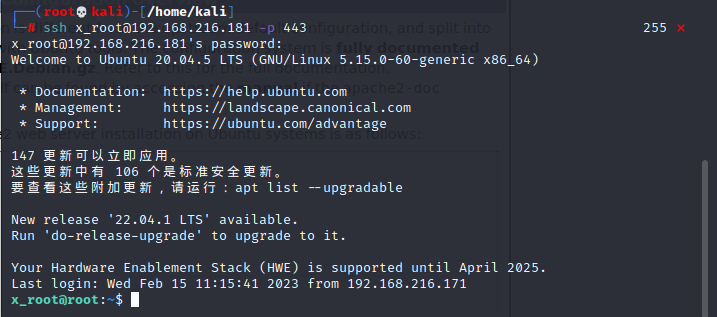 ┌──(root💀kali)-[/home/kali]
└─# ssh x_root@192.168.216.181 -p 443 255 ⨯
x_root@192.168.216.181's password:
Welcome to Ubuntu 20.04.5 LTS (GNU/Linux 5.15.0-60-generic x86_64)
* Documentation: https://help.ubuntu.com
* Management: https://landscape.canonical.com
* Support: https://ubuntu.com/advantage
147 更新可以立即应用。
这些更新中有 106 个是标准安全更新。
要查看这些附加更新，请运行：apt list --upgradable
New release '22.04.1 LTS' available.
Run 'do-release-upgrade' to upgrade to it.
Your Hardware Enablement Stack (HWE) is supported until April 2025.
Last login: Wed Feb 15 11:15:41 2023 from 192.168.216.171
x_root@root:~$